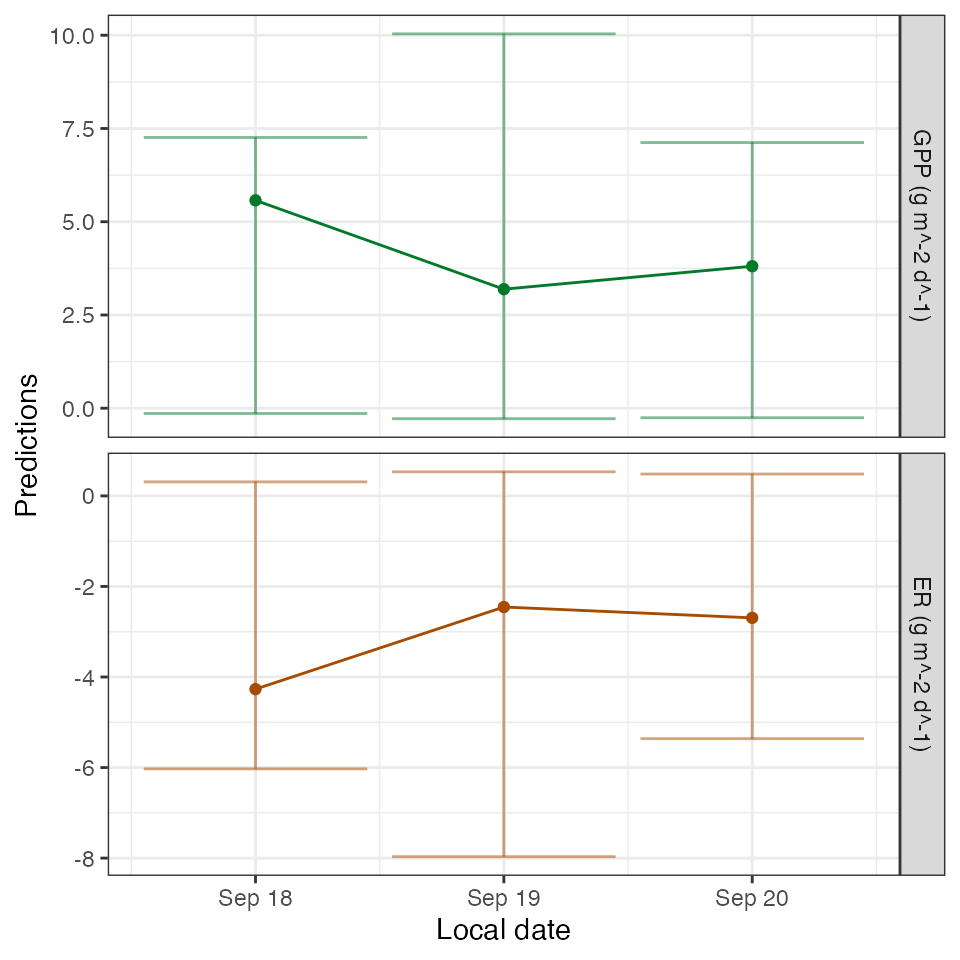 10.0
7.5
5.0
2.5
0.0
GPP (g m^-2 d^-1)
0
-2
-4
-6
-8
ER (g m^-2 d^-1)
Predictions
Sep 18
Sep 19
Sep 20
Local date